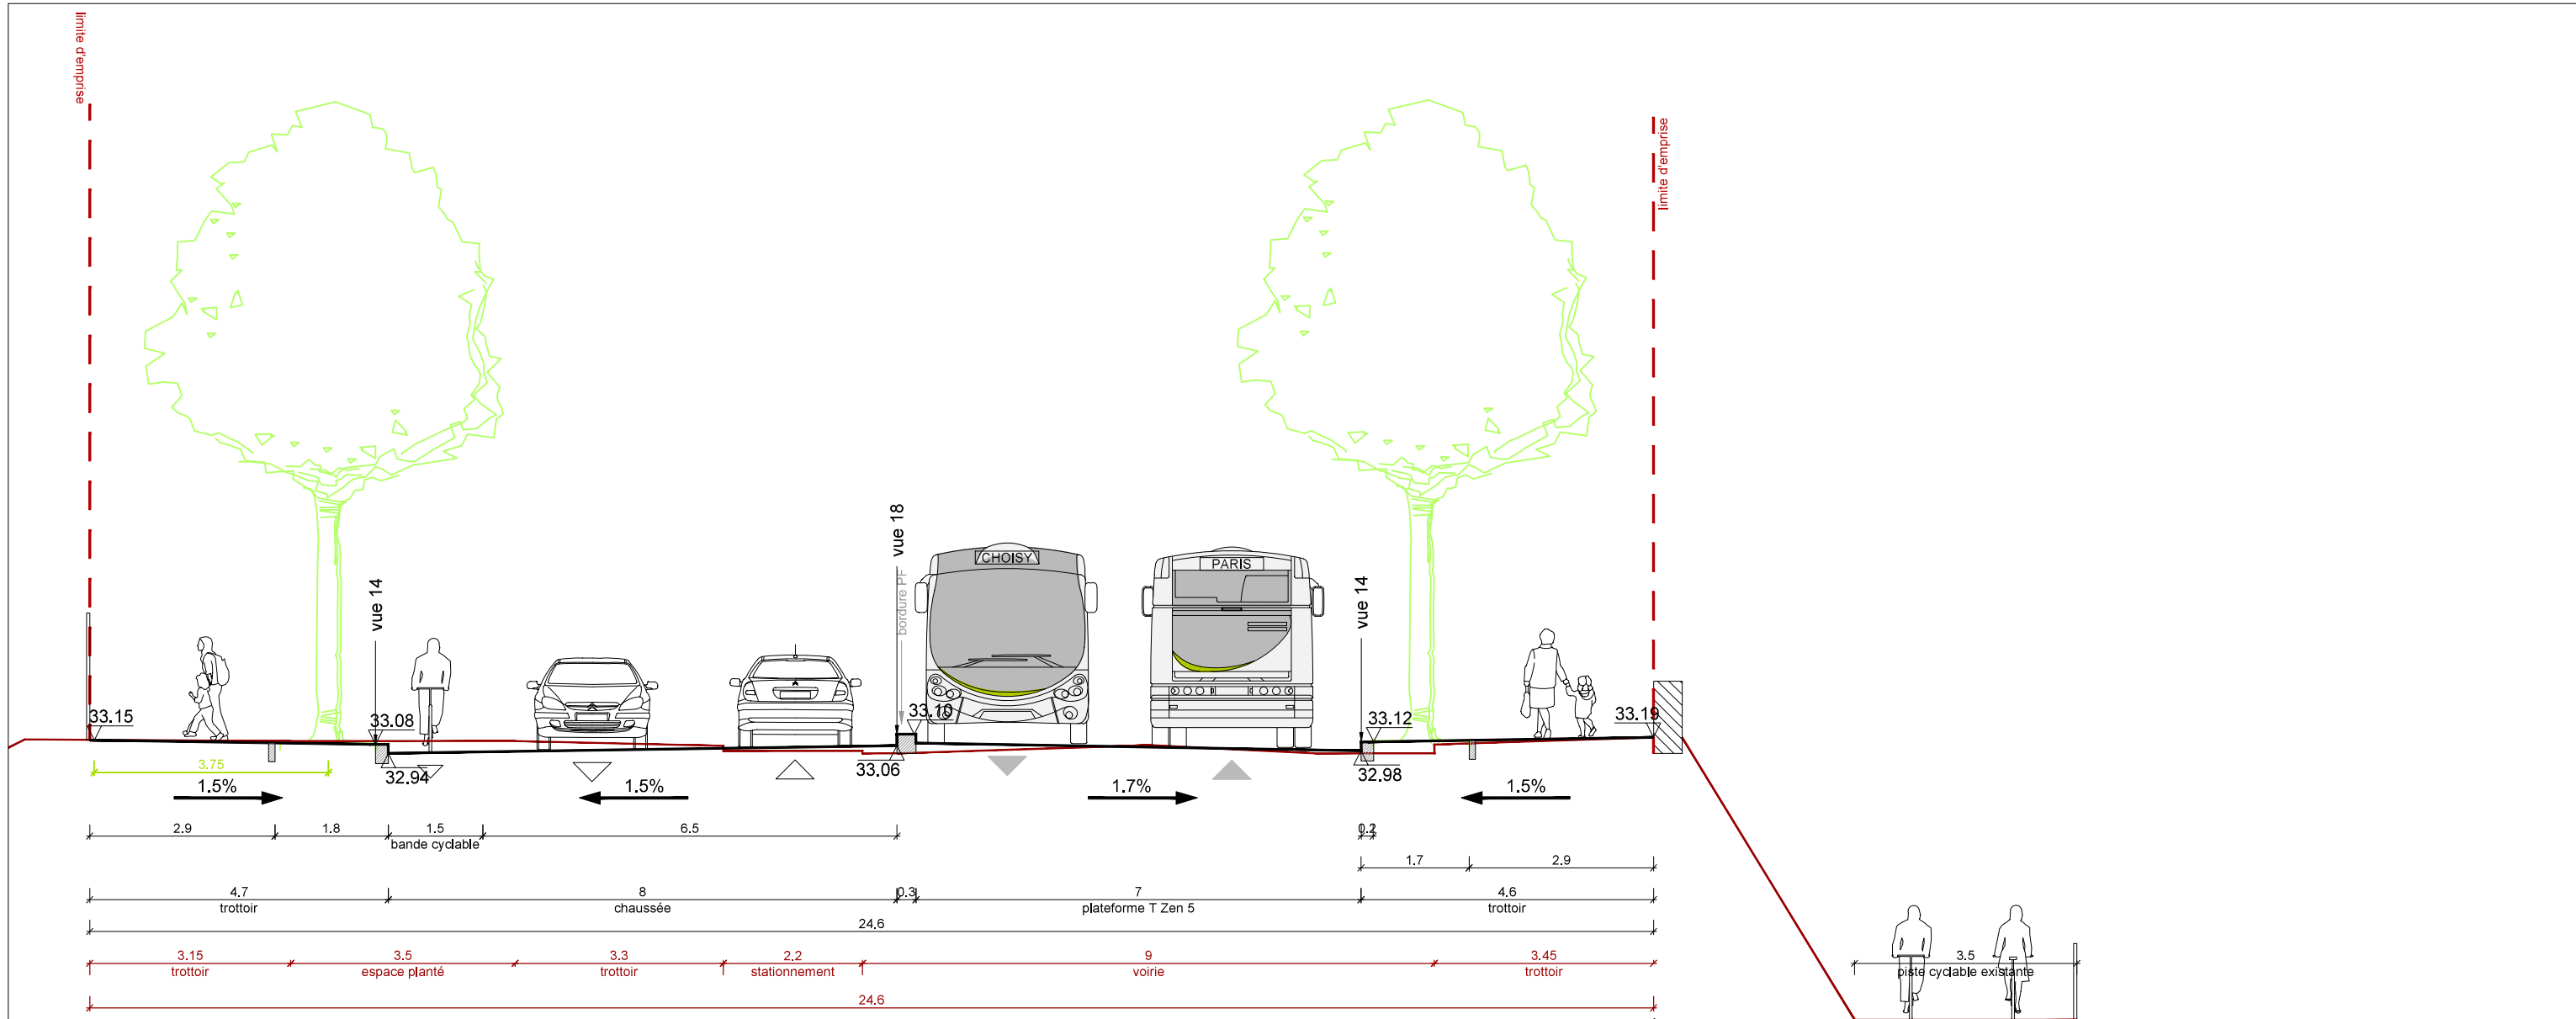 limite d'emprise
limite d'emprise
vue 18
bordure PF
CHOISY
PARIS
vue 14
vue 14
33.15
33.08
33.10
33.12
33.19
3.75
32.94
33.06
32.98
1.5%
1.5%
1.7%
1.5%
2.9
1.8
1.5
6.5
0.2
bande cyclable
1.7
2.9
4.7
8
0.3
7
4.6
trottoir
chaussée
plateforme T Zen 5
trottoir
24.6
3.15
3.5
3.3
2.2
9
3.45
3.5
trottoir
espace planté
trottoir
stationnement
voirie
trottoir
piste cyclable existante
24.6